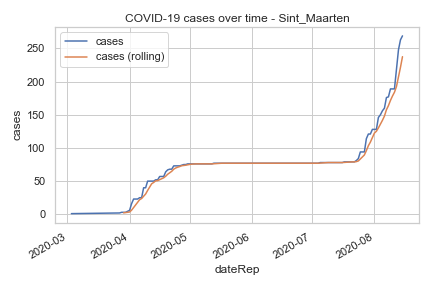 COVID-19 cases over time - Sint_Maarten
cases
cases (rolling)
cases
250
200
150
100
50
0
2020-03
2020-04
2020-05
2020-06
2020-07
2020-08
dateRep